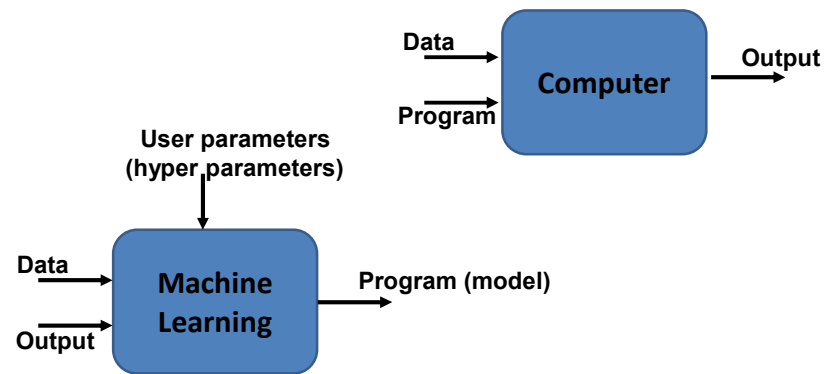 Data
Program
Computer
Output
User parameters
(hyper parameters)
Data
Output
Machine
Learning
Program (model)